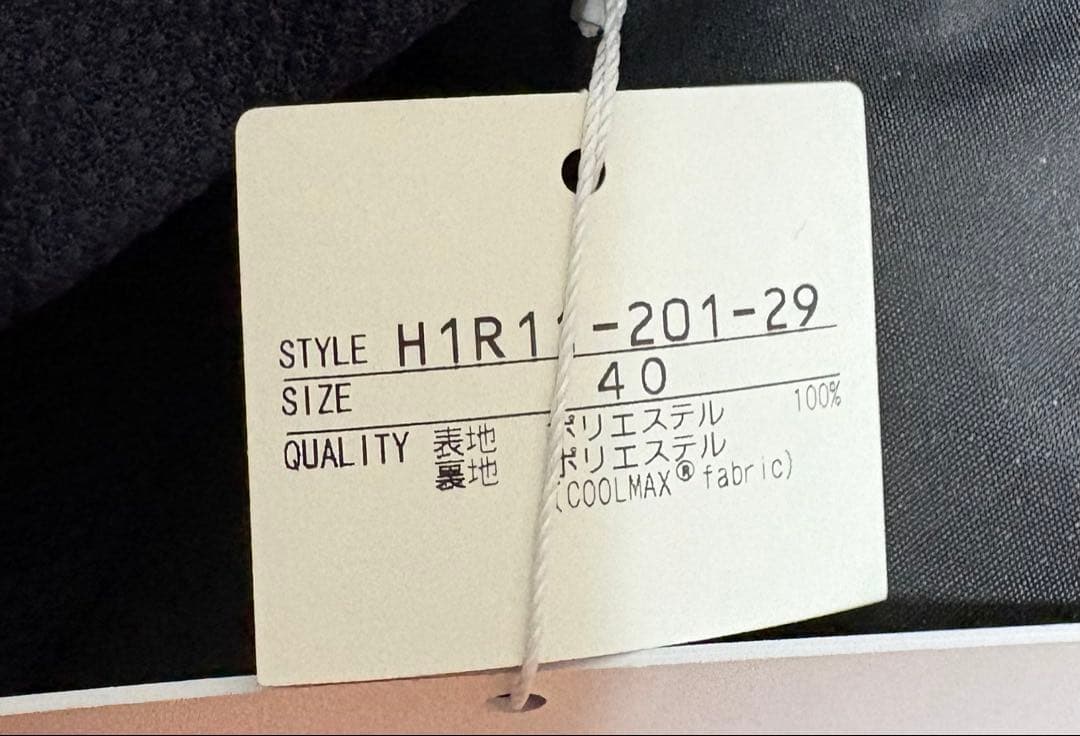 STYLE H1R11-201-29
SIZE 40
QUALITY 表地 ポリエステル 100%
裏地 ポリエステル
(COOLMAX® fabric)